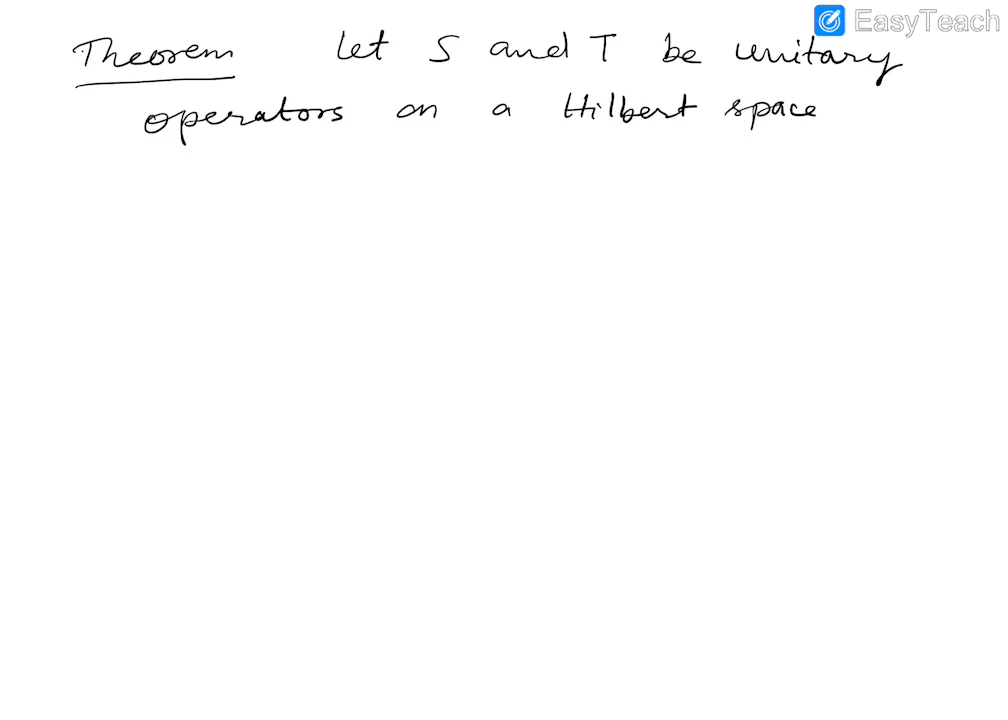 EasyTeach
Theorem Let S and T be unitary
operators on a Hilbert space